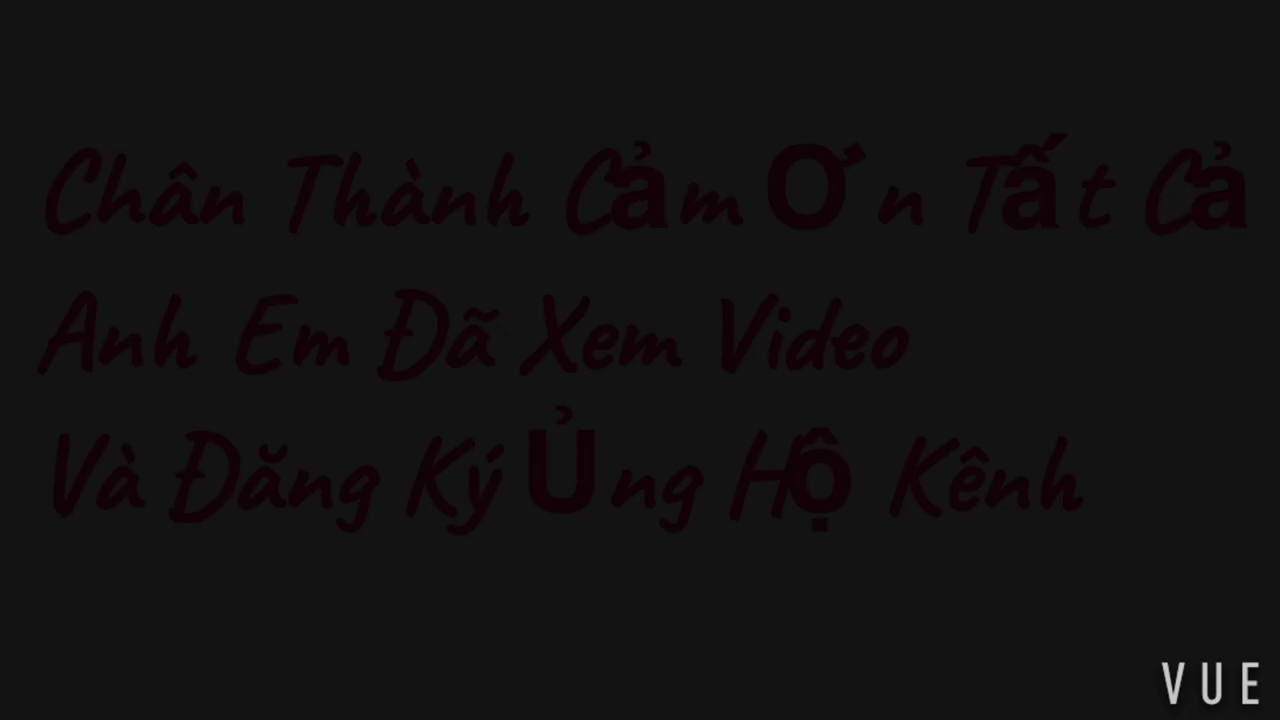 Chân Thành Cảm Ơn Tất Cả
Anh Em Đã Xem Video
Và Đăng Ký Ủng Hộ Kênh
VUE